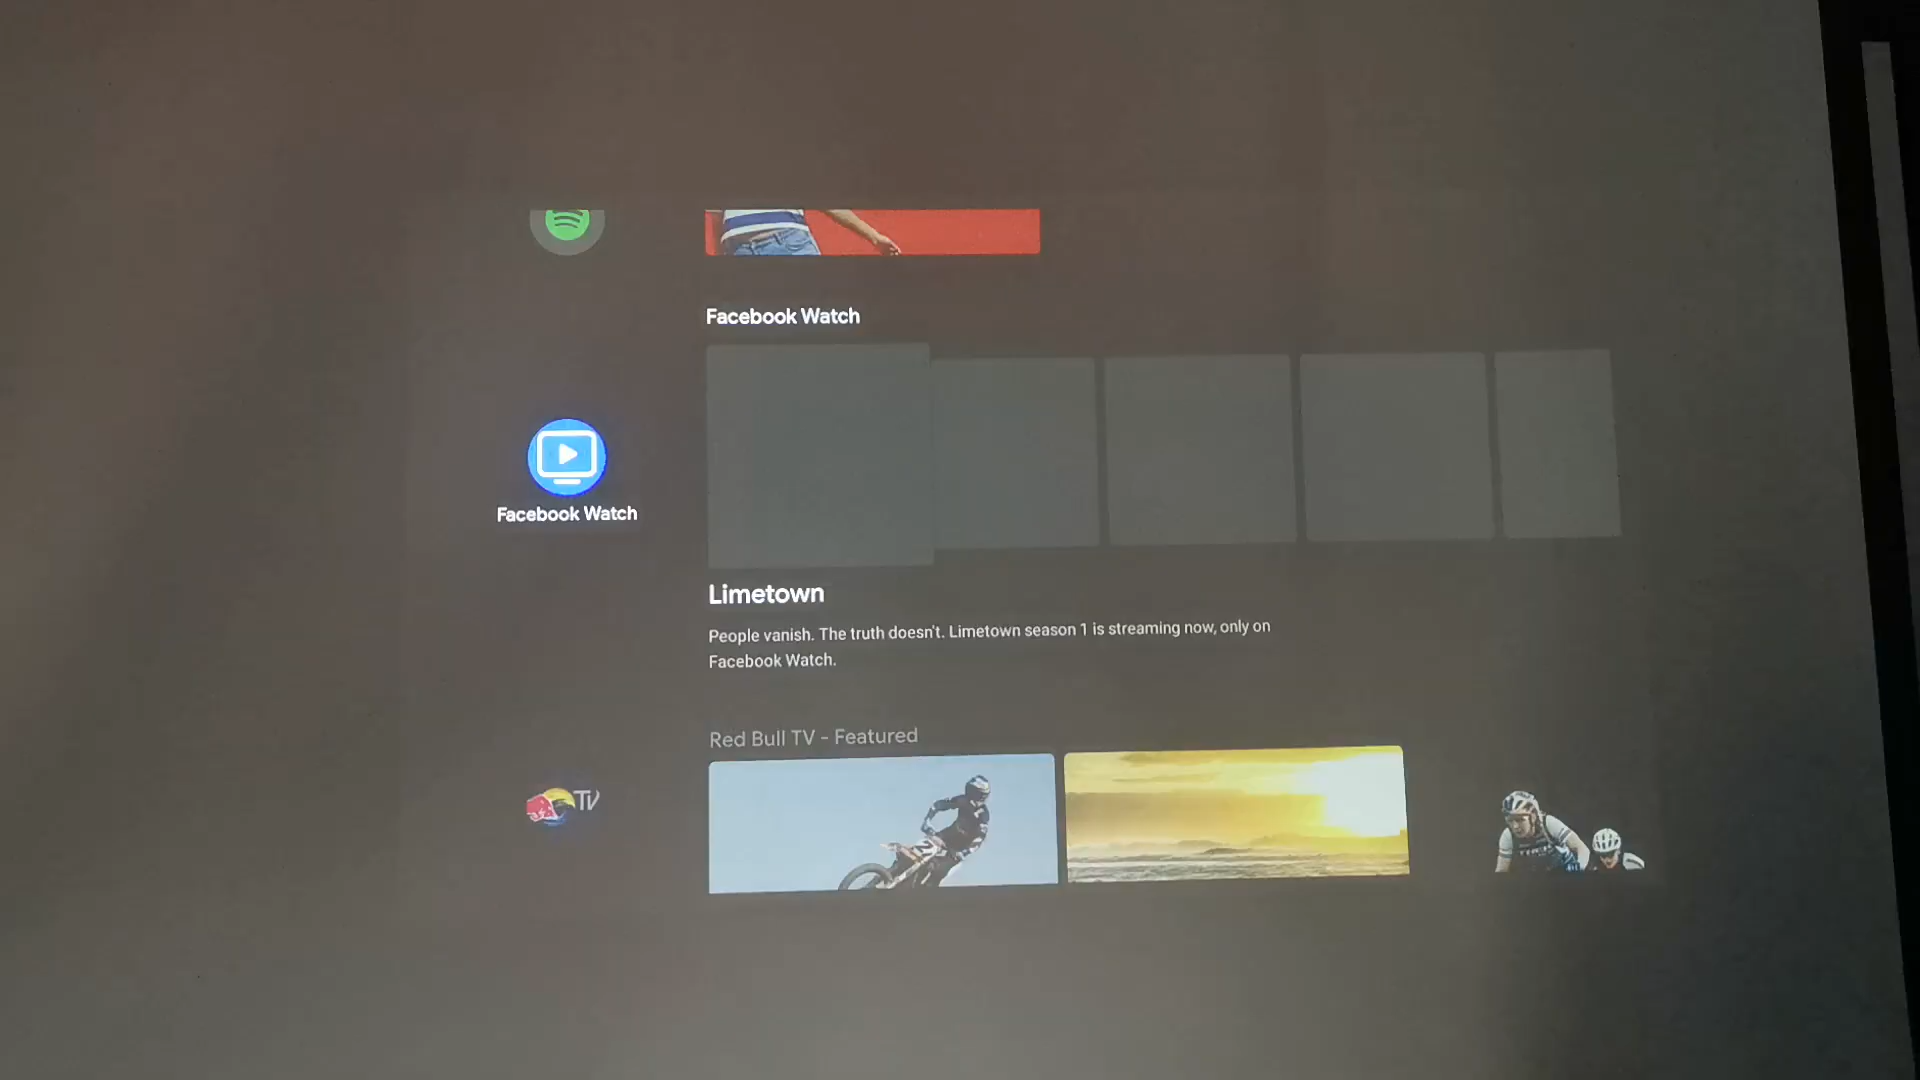 Facebook Watch
Facebook Watch
Limetown
People vanish. The truth doesn't. Limetown season 1 is streaming now, only on
Facebook Watch.
Red Bull TV - Featured
TV
2